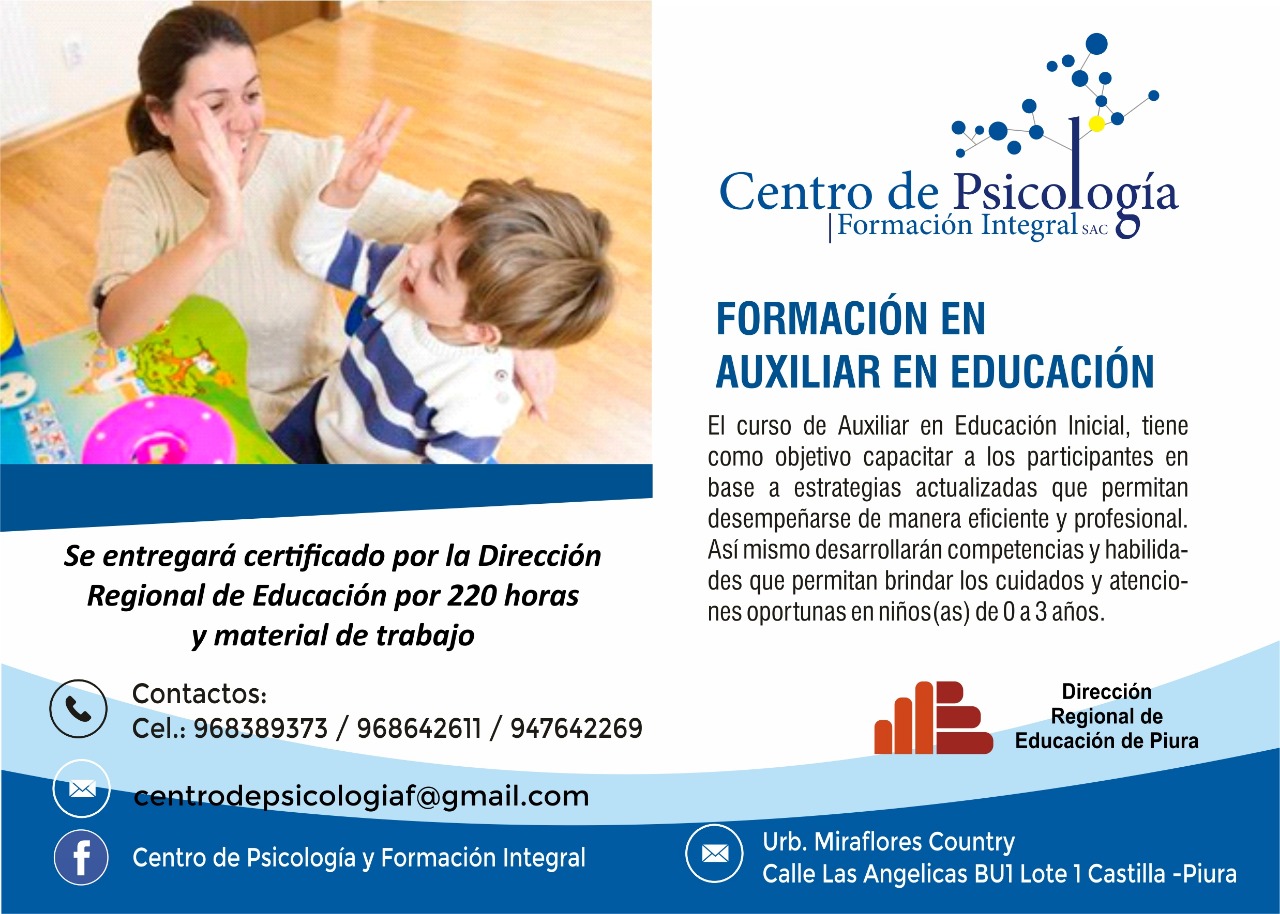 Centro de Psicología
|Formación Integral SAC
FORMACIÓN EN
AUXILIAR EN EDUCACIÓN
El curso de Auxiliar en Educación Inicial, tiene
como objetivo capacitar a los participantes en
base a estrategias actualizadas que permitan
desempeñarse de manera eficiente y profesional.
Así mismo desarrollarán competencias y habilida-
des que permitan brindar los cuidados y atencio-
nes oportunas en niños(as) de 0 a 3 años.
Se entregará certificado por la Dirección
Regional de Educación por 220 horas
y material de trabajo
Contactos:
Cel.: 968389373 / 968642611 / 947642269
centrodepsicologiaf@gmail.com
Centro de Psicología y Formación Integral
Dirección
Regional de
Educación de Piura
Urb. Miraflores Country
Calle Las Angelicas BU1 Lote 1 Castilla -Piura